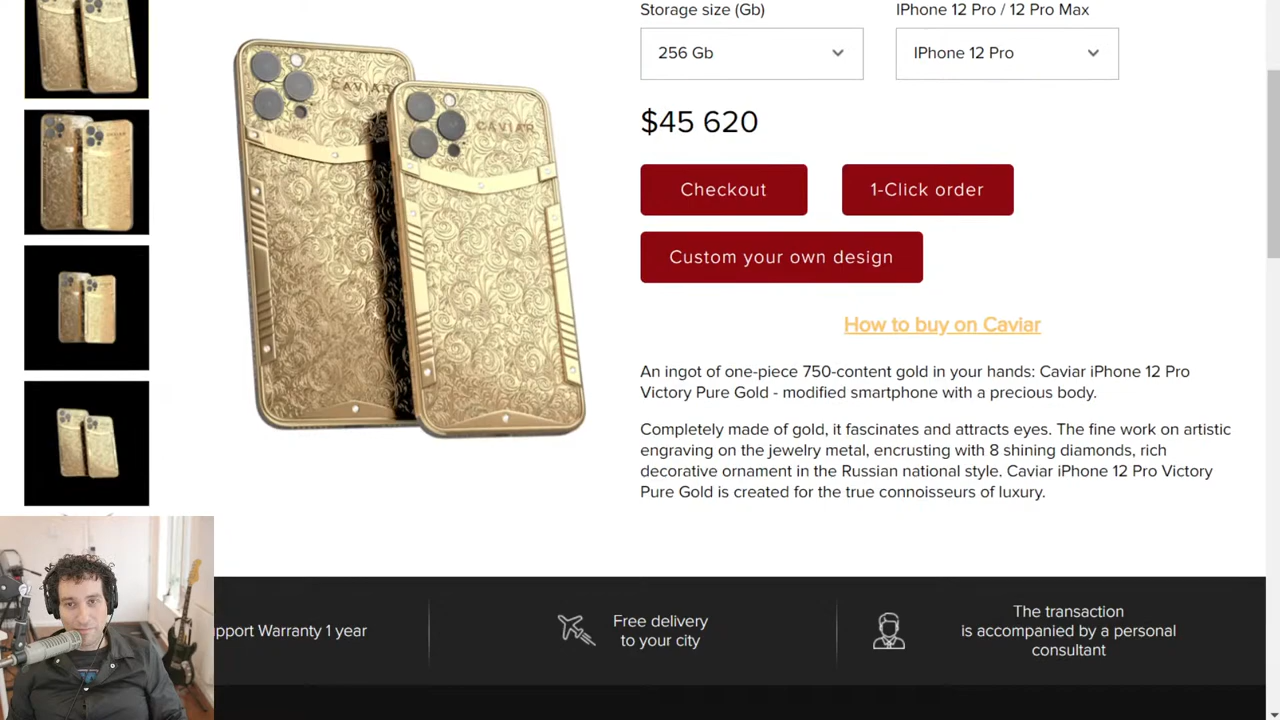 Storage size (Gb)
IPhone 12 Pro / 12 Pro Max
256 Gb
IPhone 12 Pro
CAVIAR
CAVIAR
$45 620
Checkout
1-Click order
Custom your own design
How to buy on Caviar
An ingot of one-piece 750-content gold in your hands: Caviar iPhone 12 Pro
Victory Pure Gold - modified smartphone with a precious body.
Completely made of gold, it fascinates and attracts eyes. The fine work on artistic
engraving on the jewelry metal, encrusting with 8 shining diamonds, rich
decorative ornament in the Russian national style. Caviar iPhone 12 Pro Victory
Pure Gold is created for the true connoisseurs of luxury.
pport Warranty 1 year
Free delivery
to your city
The transaction
is accompanied by a personal
consultant